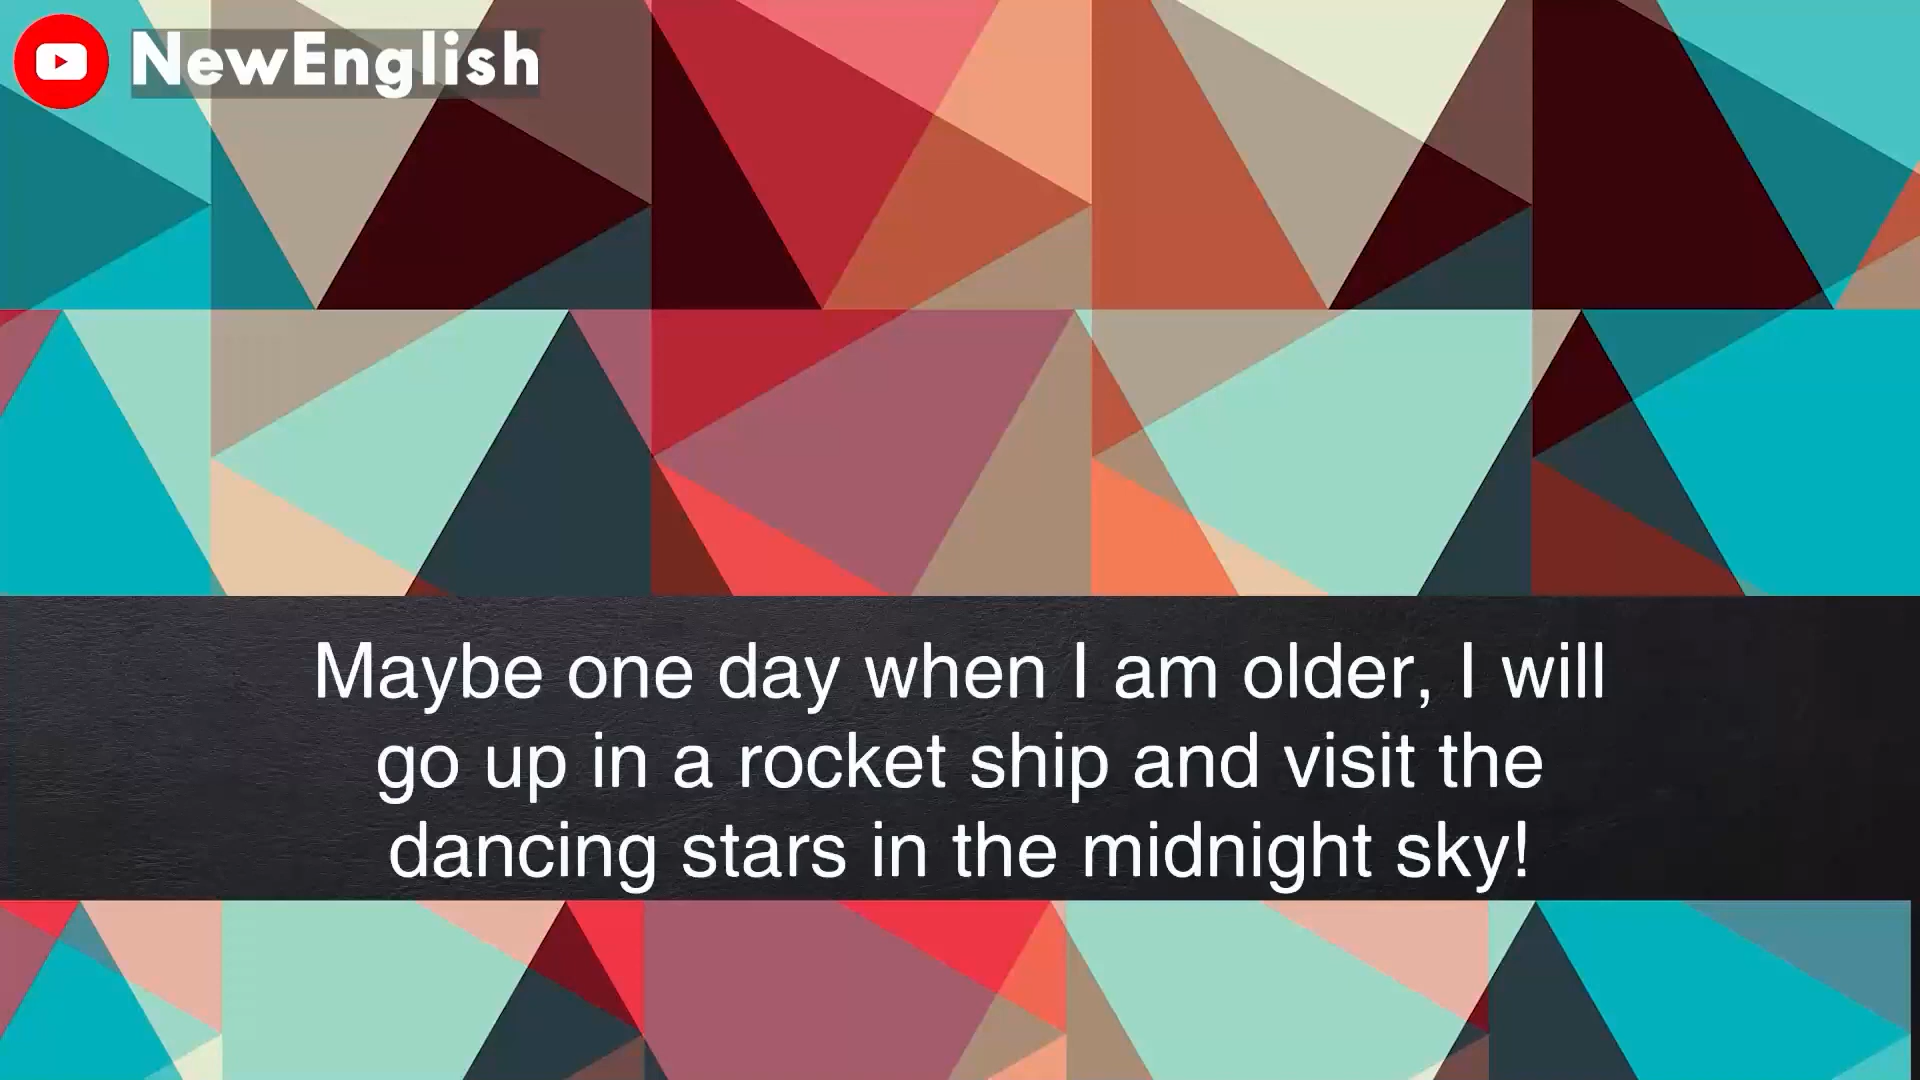 NewEnglish
Maybe one day when I am older, I will
go up in a rocket ship and visit the
dancing stars in the midnight sky!